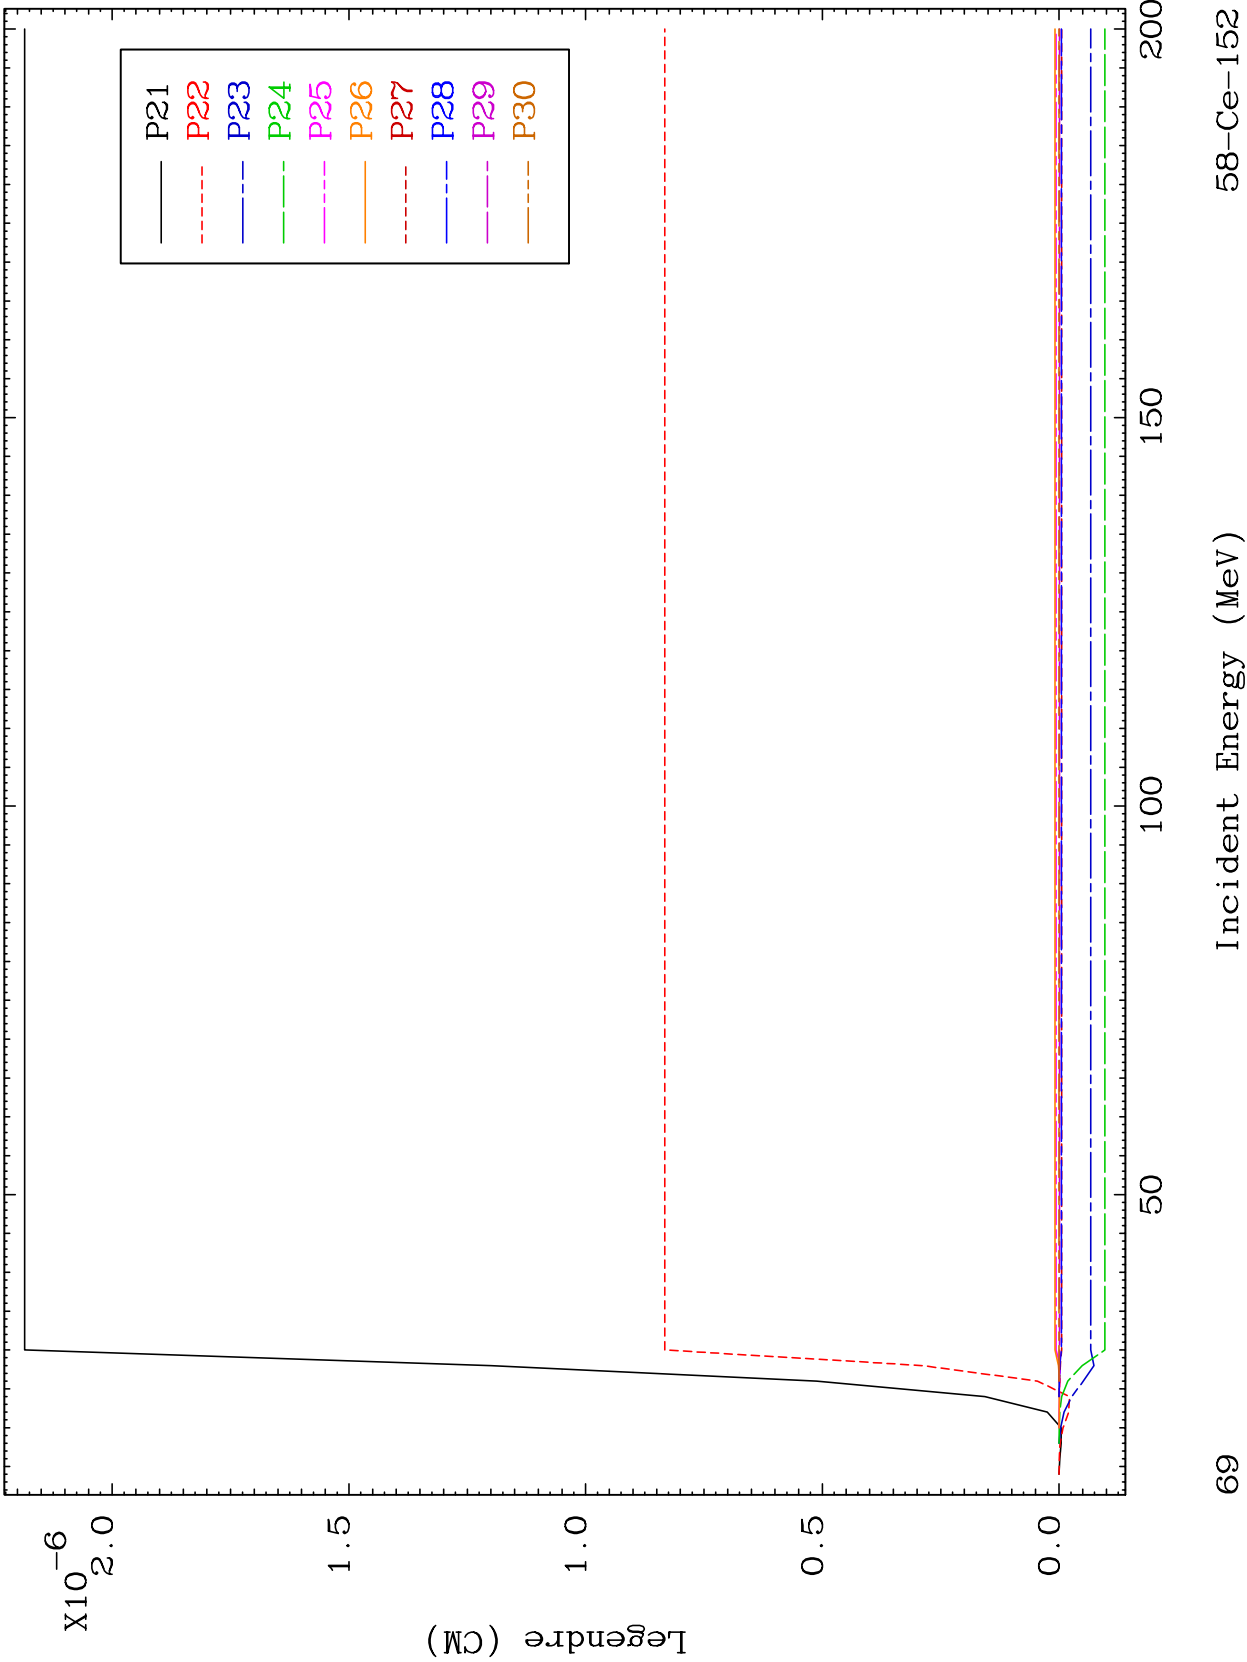 X10-6
2.0
1.5
1.0
0.5
0.0
Legendre (CM)
P21
P22
P23
P24
P25
P26
P27
P28
P29
P30
50
100
150
200
Incident Energy (MeV)
69
58-Ce-152